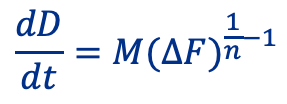 dD/dt = M(ΔF)^(1/n − 1)